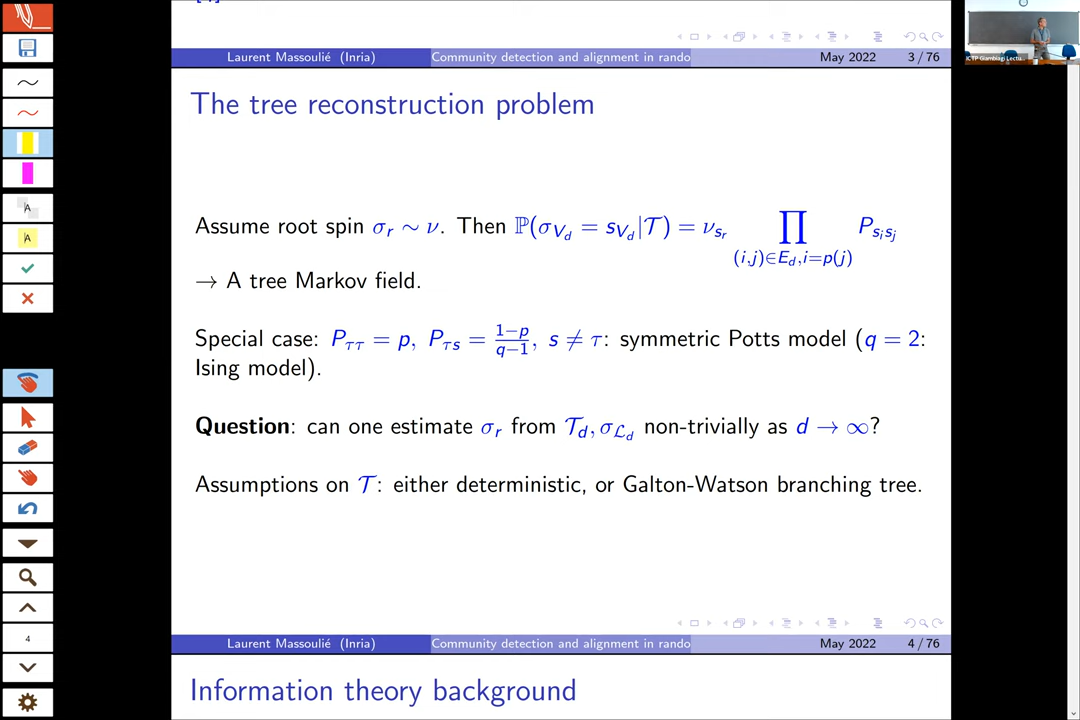 Laurent Massoulié (Inria) Community detection and alignment in rando May 2022 3 / 76
The tree reconstruction problem
Assume root spin σ_r ∼ ν. Then ℙ(σ_{V_d} = s_{V_d}|𝒯) = ν_{s_r} ∏_{(i,j)∈E_d,i=p(j)} P_{s_i s_j}
→ A tree Markov field.
Special case: P_{ττ} = p, P_{τs} = \frac{1−p}{q−1}, s ≠ τ: symmetric Potts model (q = 2:
Ising model).
Question: can one estimate σ_r from 𝒯_d, σ_{ℒ_d} non-trivially as d → ∞?
Assumptions on 𝒯: either deterministic, or Galton-Watson branching tree.
Laurent Massoulié (Inria) Community detection and alignment in rando May 2022 4 / 76
Information theory background
A
A
4
ICTP Gambiagi Lectu...